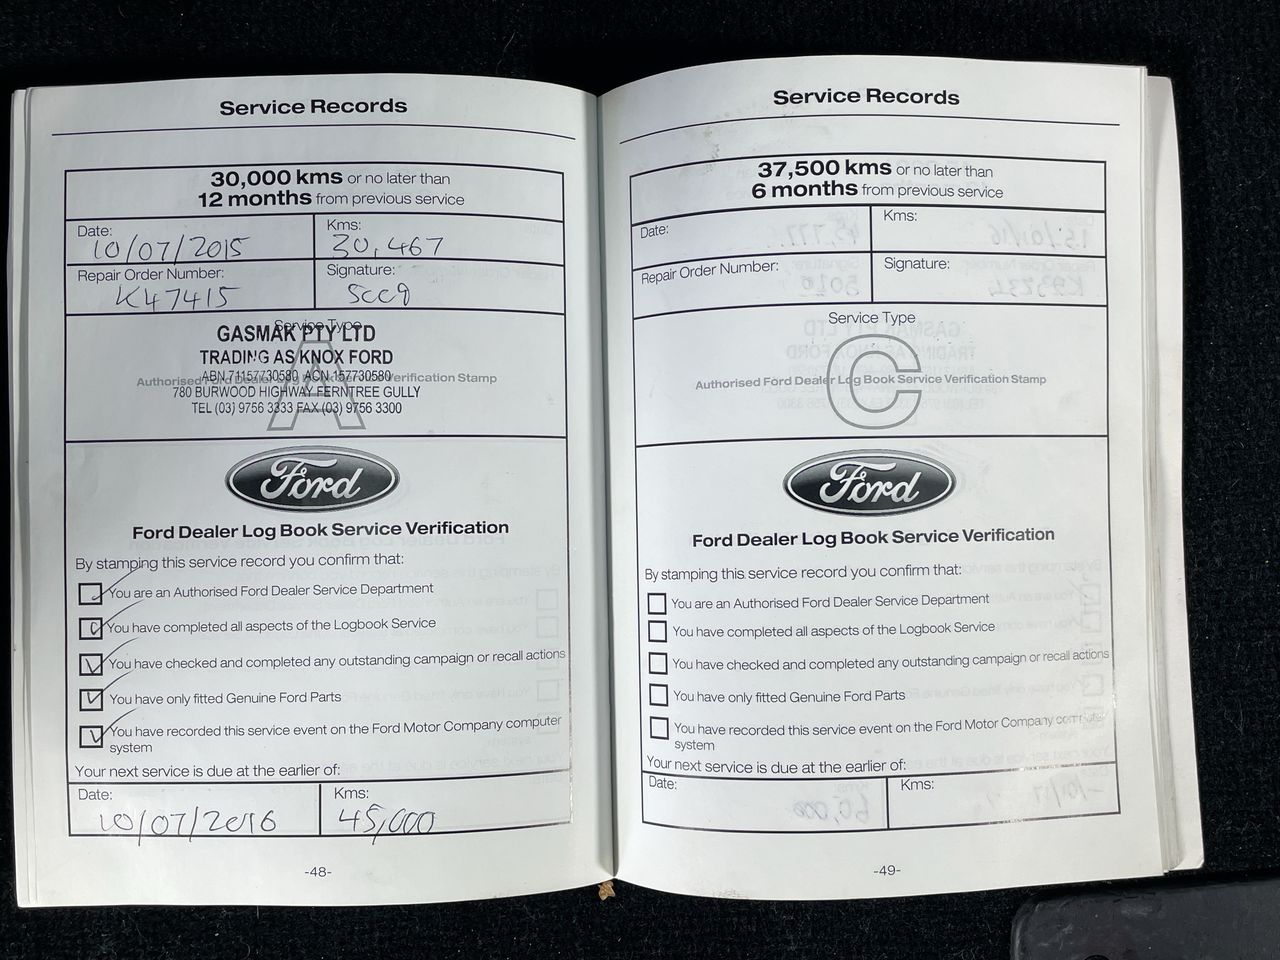 Service Records
30,000 kms or no later than
12 months from previous service
Date:
10/07/2015
Kms:
30,467
Repair Order Number:
K47415
Signature:
Service Type
GASMAK PTY LTD
TRADING AS KNOX FORD
ABN 71157730580 ACN 157730580
Authorised Ford Dealer Log Book Service Verification Stamp
A
780 BURWOOD HIGHWAY FERNTREE GULLY
TEL (03) 9756 3333 FAX (03) 9756 3300
Ford
Ford Dealer Log Book Service Verification
By stamping this service record you confirm that:
You are an Authorised Ford Dealer Service Department
You have completed all aspects of the Logbook Service
You have checked and completed any outstanding campaign or recall actions
You have only fitted Genuine Ford Parts
You have recorded this service event on the Ford Motor Company computer
system
Your next service is due at the earlier of:
Date:
10/07/2016
Kms:
45,000
-48-
Service Records
37,500 kms or no later than
6 months from previous service
Date:
Kms:
Repair Order Number:
Signature:
Service Type
C
Authorised Ford Dealer Log Book Service Verification Stamp
Ford
Ford Dealer Log Book Service Verification
By stamping this service record you confirm that:
You are an Authorised Ford Dealer Service Department
You have completed all aspects of the Logbook Service
You have checked and completed any outstanding campaign or recall actions
You have only fitted Genuine Ford Parts
You have recorded this service event on the Ford Motor Company computer
system
Your next service is due at the earlier of:
Date:
Kms:
-49-